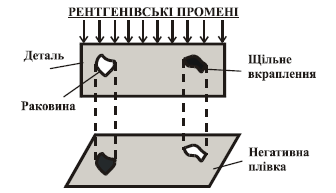 РЕНТГЕНІВСЬКІ ПРОМЕНІ
Деталь
Раковина
Щільне
вкраплення
Негативна
плівка